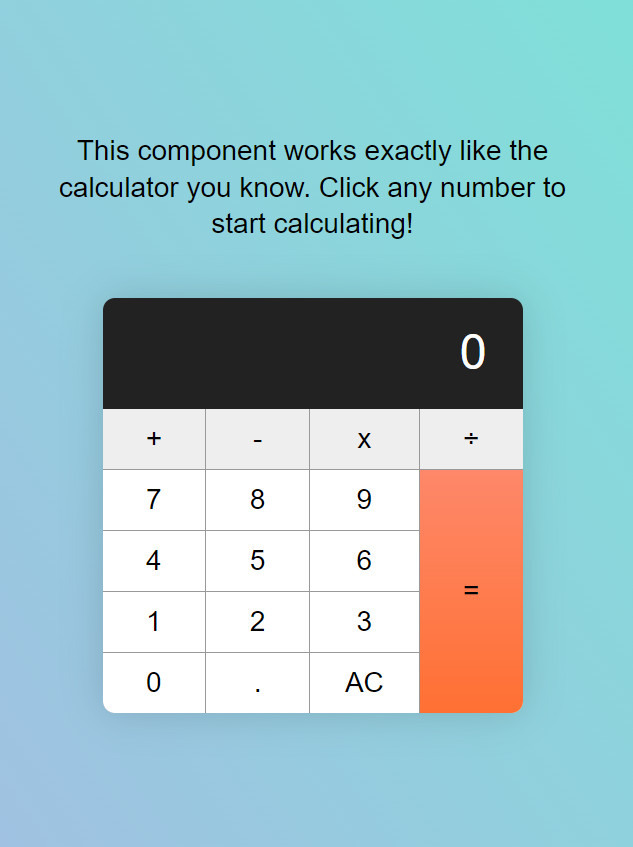 This component works exactly like the
calculator you know. Click any number to
start calculating!
0
+ - x ÷
7 8 9
4 5 6 =
1 2 3
0 . AC